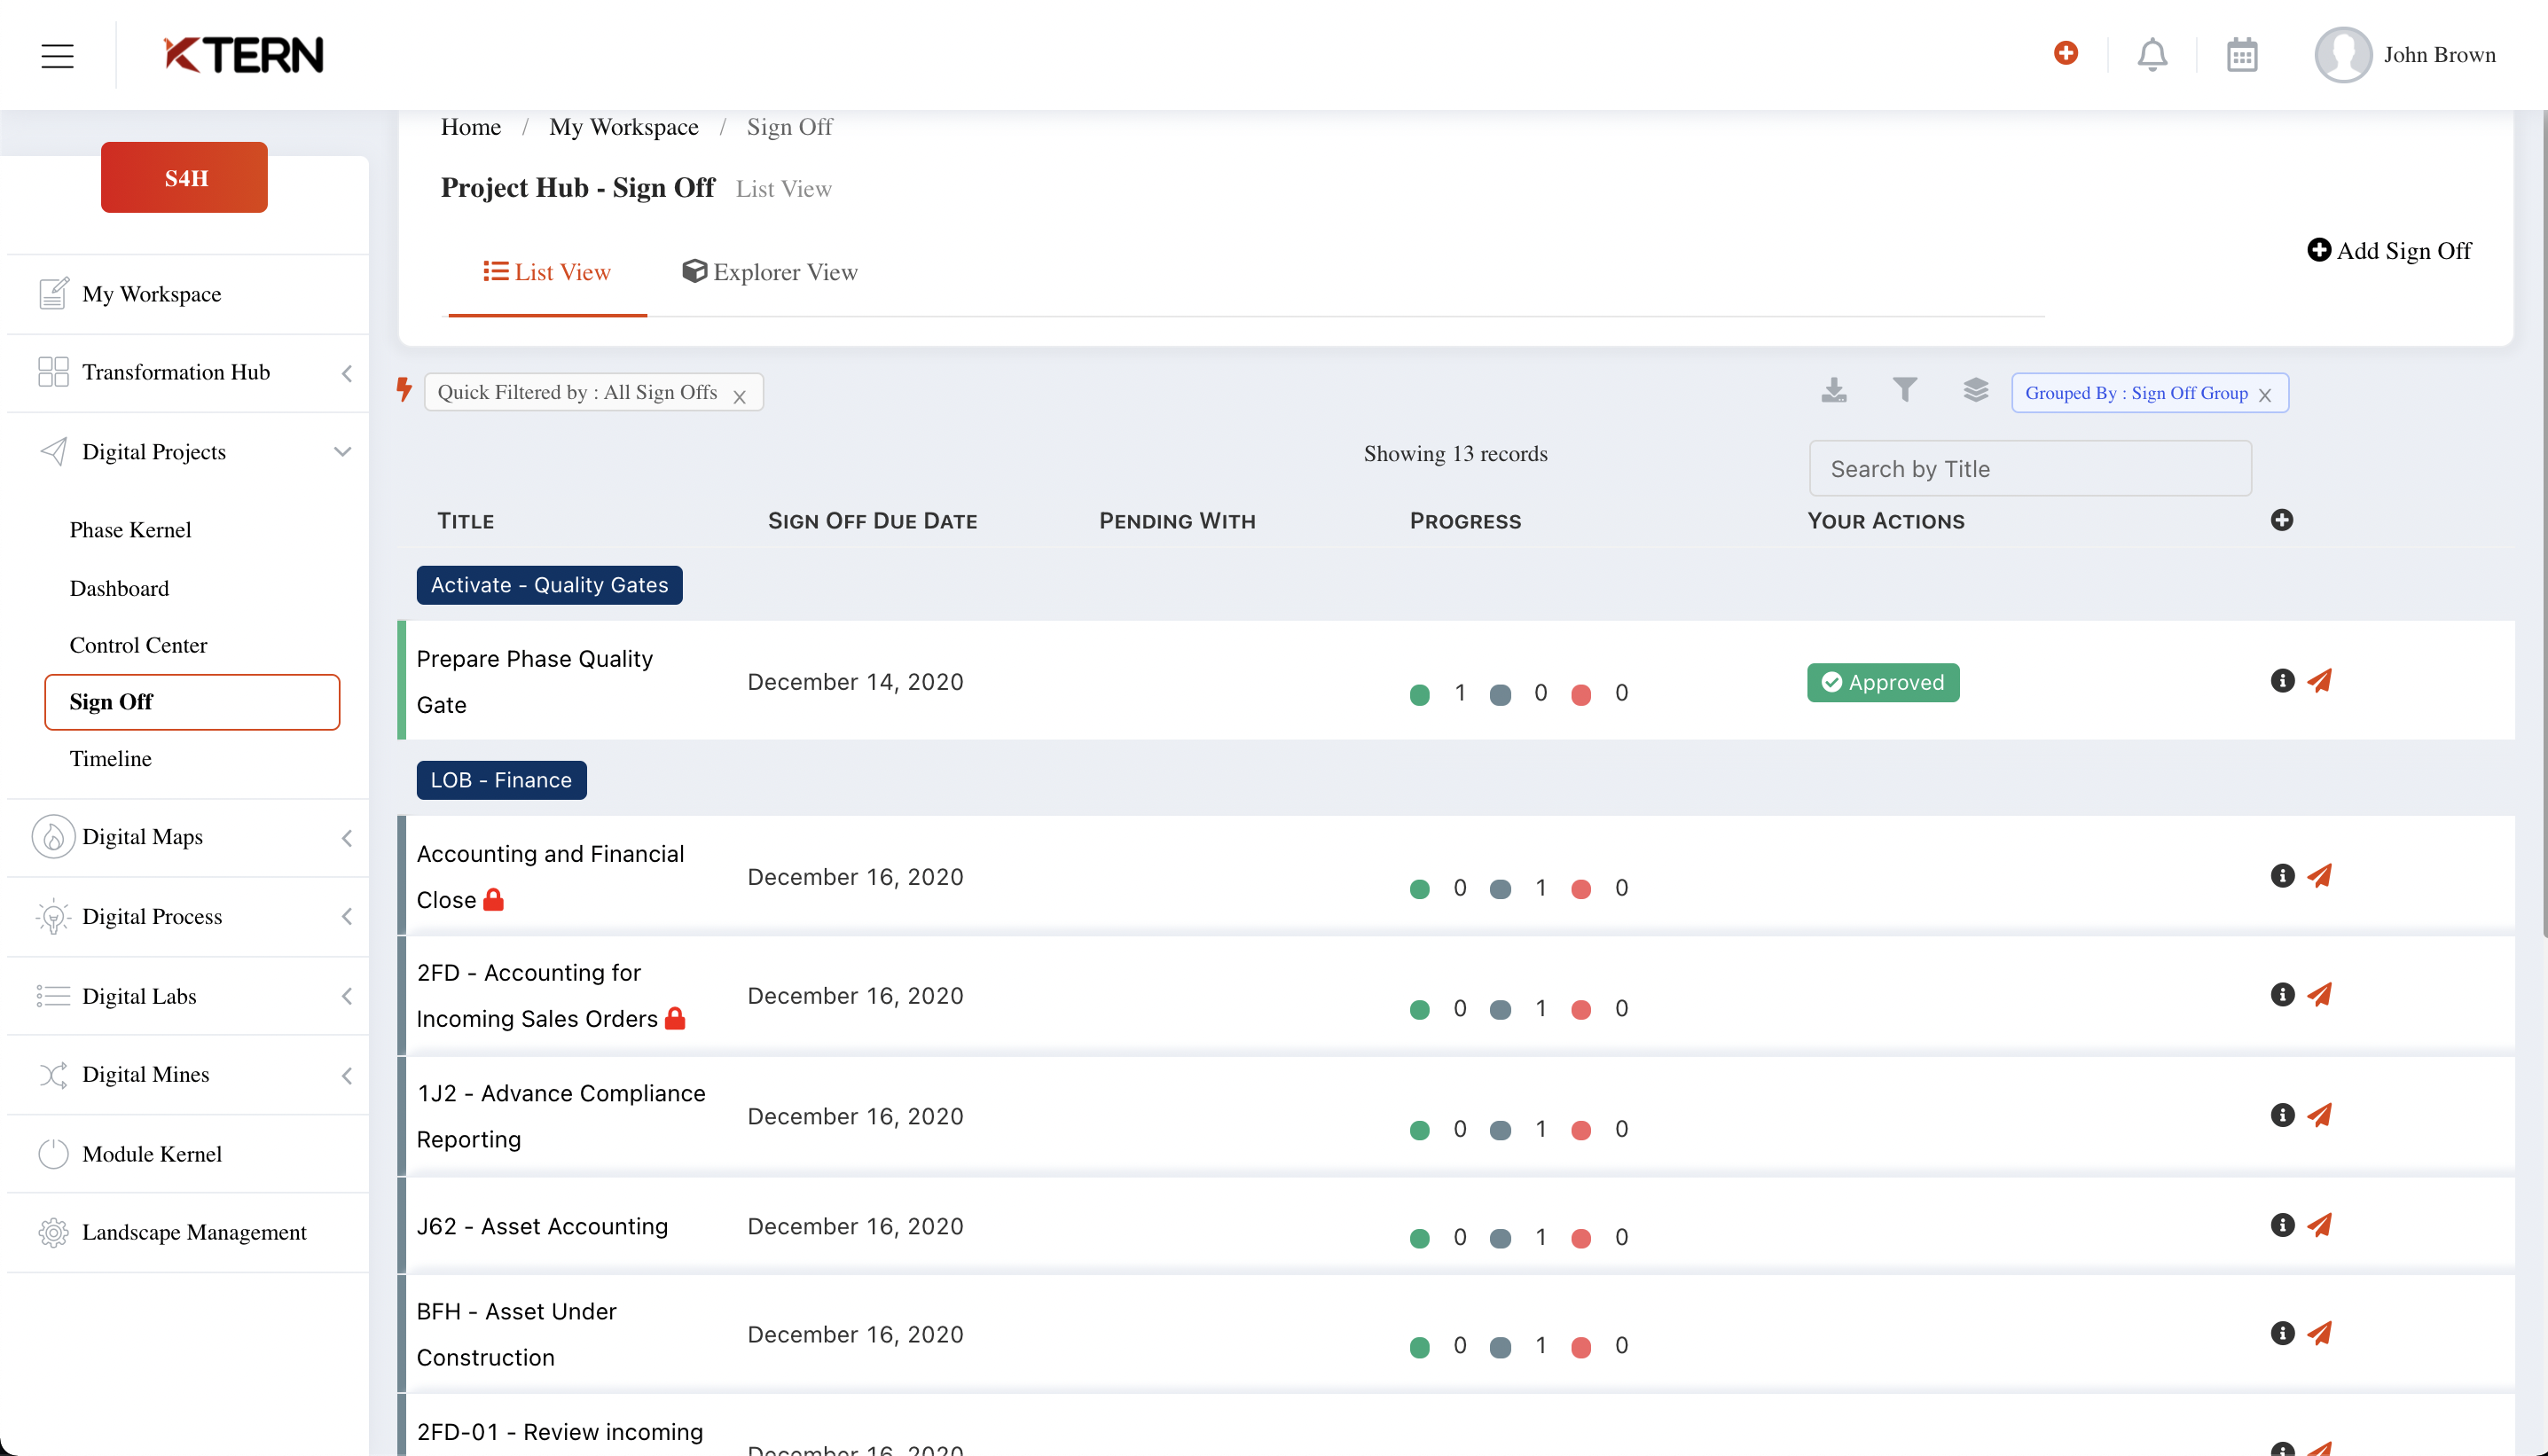 KTERN
John Brown
S4H
My Workspace
Transformation Hub
Digital Projects
Phase Kernel
Dashboard
Control Center
Sign Off
Timeline
Digital Maps
Digital Process
Digital Labs
Digital Mines
Module Kernel
Landscape Management
Home / My Workspace / Sign Off
Project Hub - Sign Off List View
List View Explorer View
Add Sign Off
Quick Filtered by : All Sign Offs x
Grouped By : Sign Off Group x
Showing 13 records
Search by Title
TITLE SIGN OFF DUE DATE PENDING WITH PROGRESS YOUR ACTIONS
Activate - Quality Gates
Prepare Phase Quality
Gate
December 14, 2020 1 0 0 Approved
LOB - Finance
Accounting and Financial
Close
December 16, 2020 0 1 0
2FD - Accounting for
Incoming Sales Orders
December 16, 2020 0 1 0
1J2 - Advance Compliance
Reporting
December 16, 2020 0 1 0
J62 - Asset Accounting December 16, 2020 0 1 0
BFH - Asset Under
Construction
December 16, 2020 0 1 0
2FD-01 - Review incoming
December 16, 2020